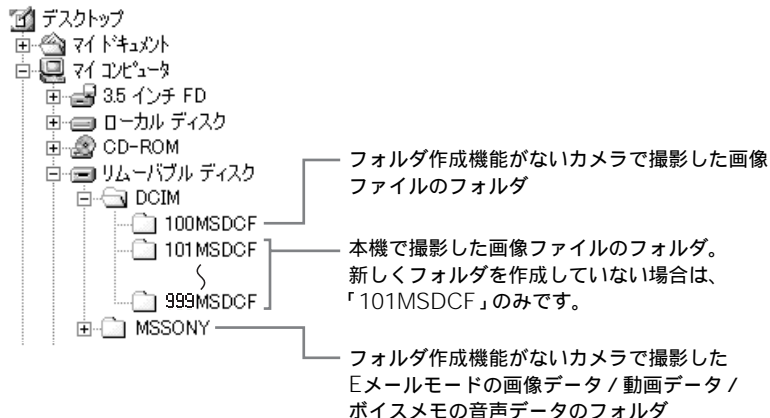 デスクトップ
マイ ドキュメント
マイ コンピュータ
3.5 インチ FD
ローカル ディスク
CD-ROM
リムーバブル ディスク
DCIM
100MSDCF
101MSDCF
〜
999MSDCF
MSSONY
フォルダ作成機能がないカメラで撮影した画像
ファイルのフォルダ
本機で撮影した画像ファイルのフォルダ。
新しくフォルダを作成していない場合は、
「101MSDCF」のみです。
フォルダ作成機能がないカメラで撮影した
Eメールモードの画像データ / 動画データ /
ボイスメモの音声データのフォルダ